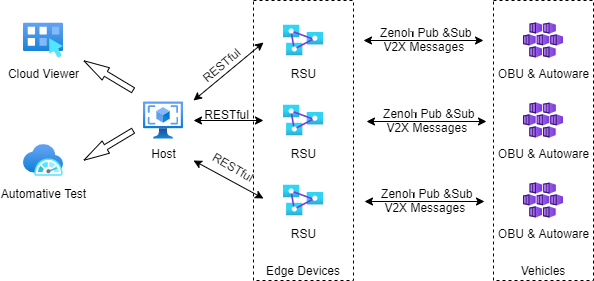 Cloud Viewer
Automative Test
Host
RESTful
RESTful
RESTful
RSU
RSU
RSU
Edge Devices
Zenoh Pub &Sub
V2X Messages
Zenoh Pub &Sub
V2X Messages
Zenoh Pub &Sub
V2X Messages
OBU & Autoware
OBU & Autoware
OBU & Autoware
Vehicles